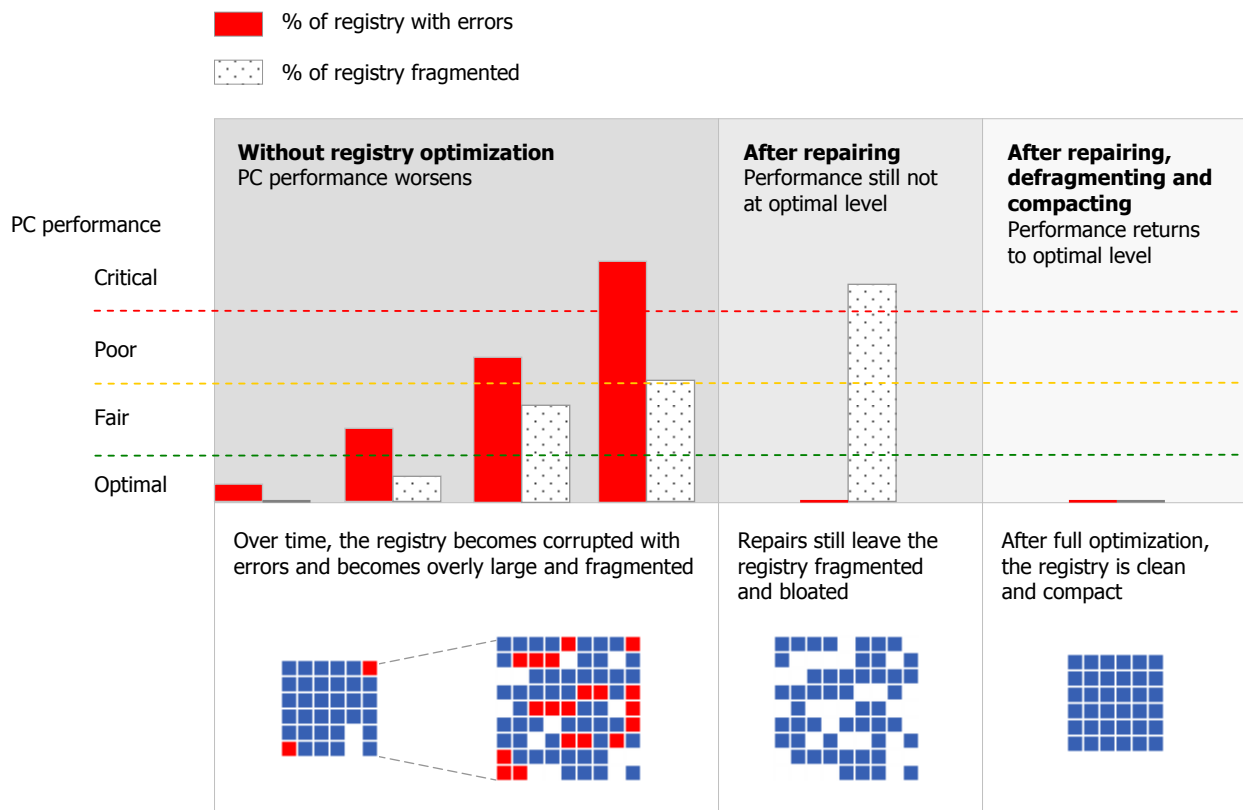 % of registry with errors
% of registry fragmented
Without registry optimization
PC performance worsens
After repairing
Performance still not
at optimal level
After repairing,
defragmenting and
compacting
Performance returns
to optimal level
PC performance
Critical
Poor
Fair
Optimal
Over time, the registry becomes corrupted with
errors and becomes overly large and fragmented
Repairs still leave the
registry fragmented
and bloated
After full optimization,
the registry is clean
and compact